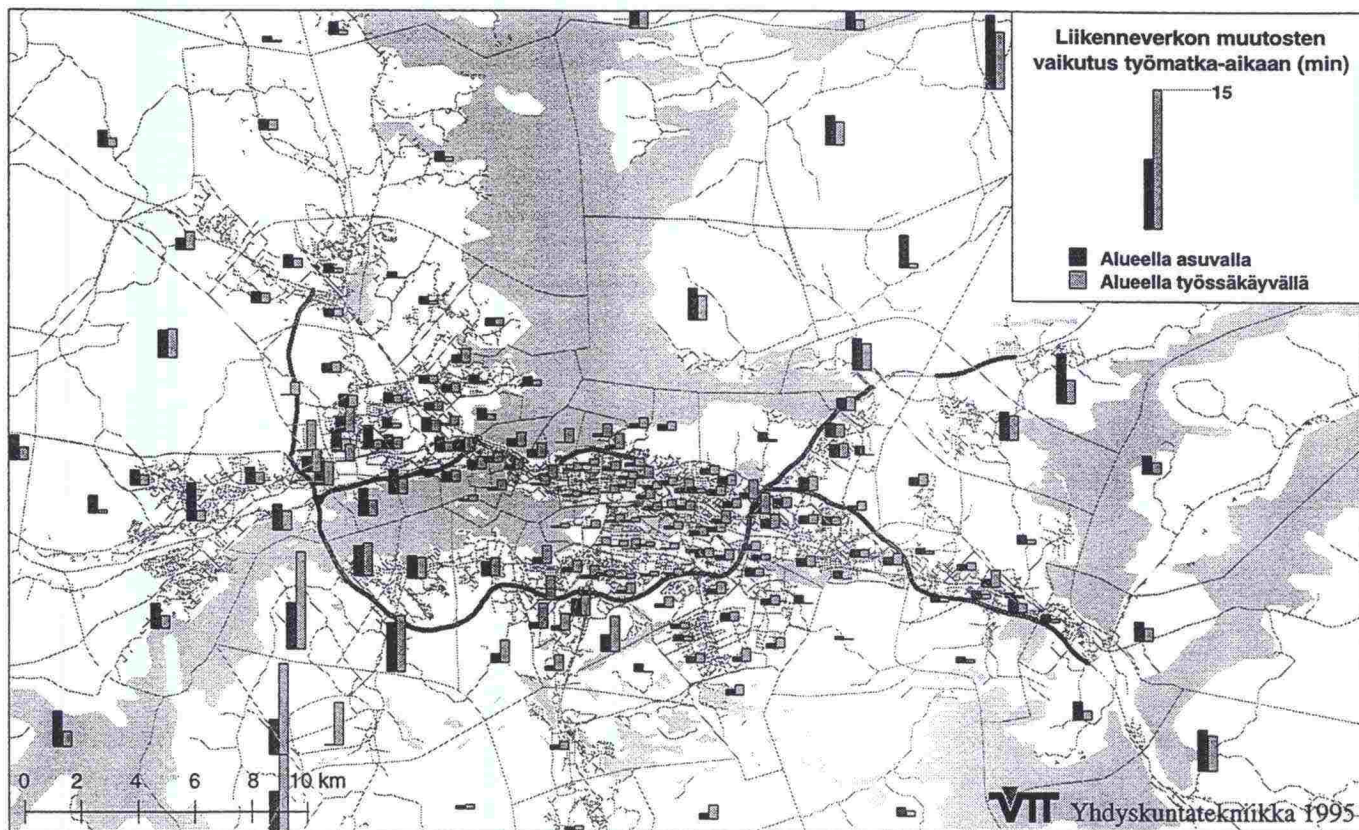 Liikenneverkon muutosten
vaikutus työmatka-aikaan (min)
15
Alueella asuvalla
Alueella työssäkäyvällä
0 2 4 6 8 10 km
VTT Yhdyskuntatekniikka 1995